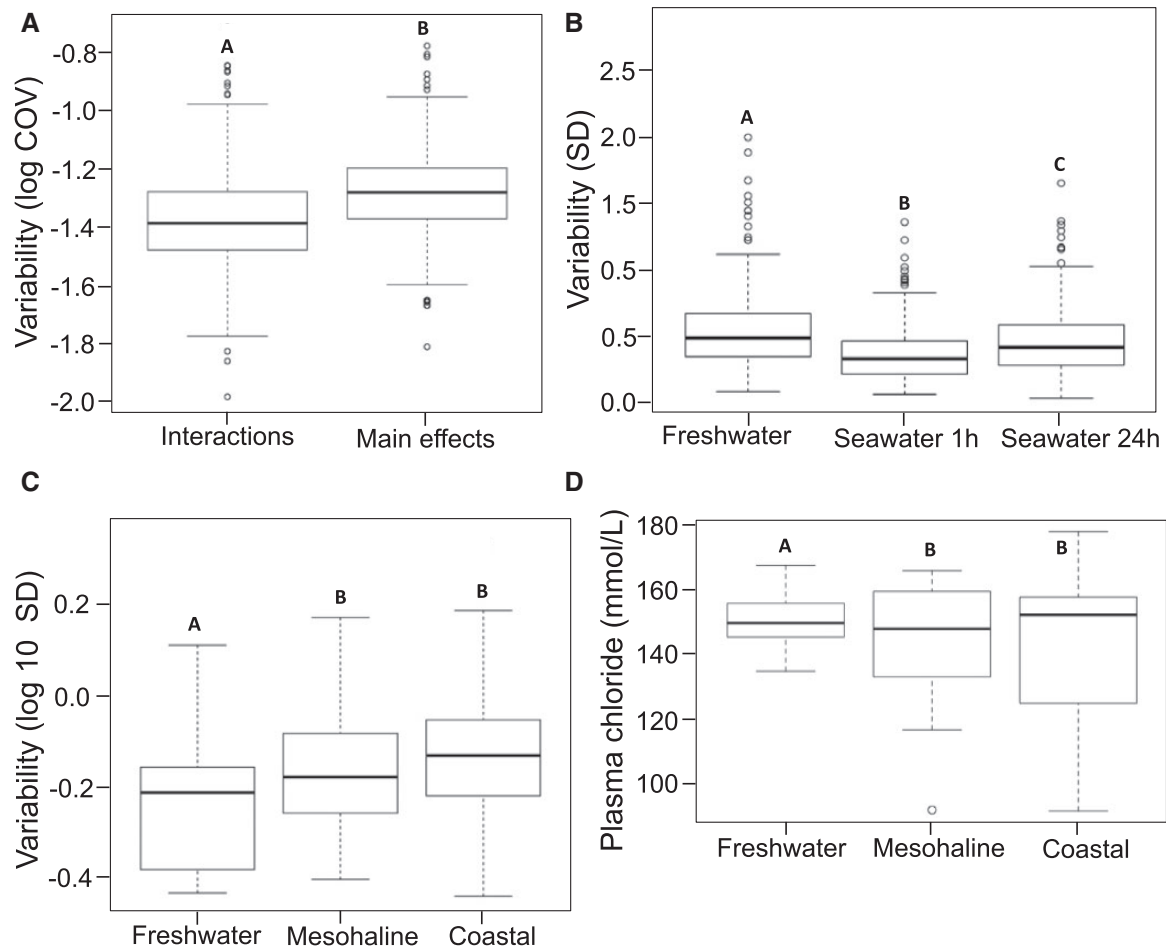 A
Variability (log COV)
-0.8
-1.0
-1.2
-1.4
-1.6
-1.8
-2.0
A
B
Interactions
Main effects
B
Variability (SD)
2.5
2.0
1.5
0.5
0.5
0.0
A
B
C
Freshwater
Seawater 1h
Seawater 24h
C
Variability (log 10 SD)
0.2
0.0
-0.2
-0.4
A
B
B
Freshwater
Mesohaline
Coastal
D
Plasma chloride (mmol/L)
180
160
140
120
100
A
B
B
Freshwater
Mesohaline
Coastal